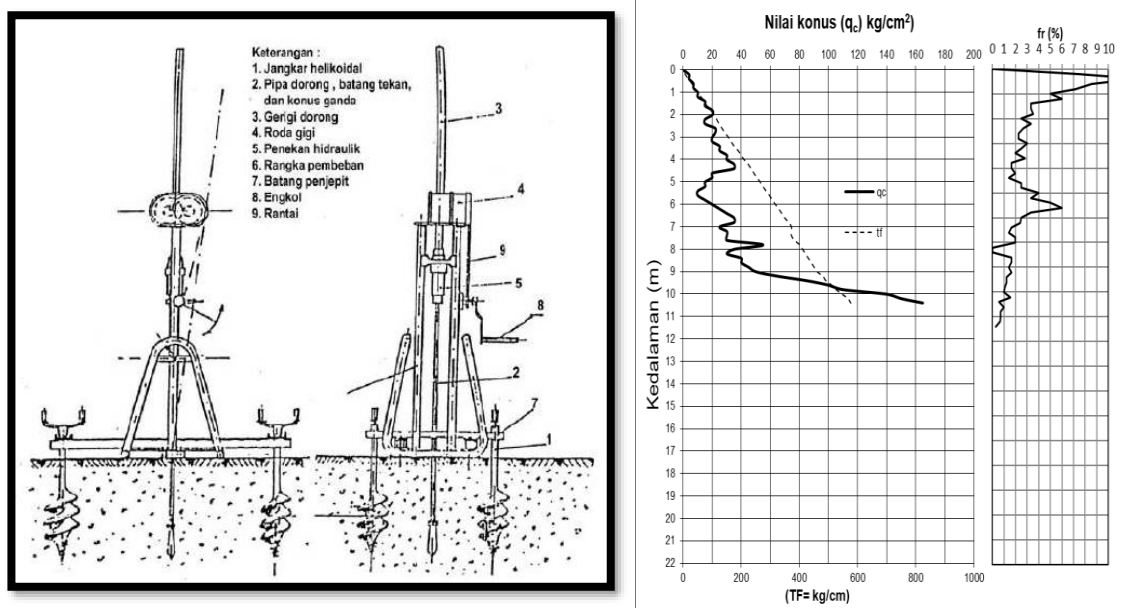 Keterangan :
1. Jangkar helikoidal
2. Pipa dorong , batang tekan,
dan konus ganda
3. Gerigi dorong
4. Roda gigi
5. Penekan hidraulik
6. Rangka pembeban
7. Batang penjepit
8. Engkol
9. Rantai
3
4
9
5
8
2
7
1
Nilai konus (qc) kg/cm²)
0 20 40 60 80 100 120 140 160 180 200
0
1
2
3
4
5
6
7
8
9
10
11
12
13
14
15
16
17
18
19
20
21
22
Kedalaman (m)
qc
tf
0 200 400 600 800 1000
(TF= kg/cm)
fr (%)
0 1 2 3 4 5 6 7 8 9 10